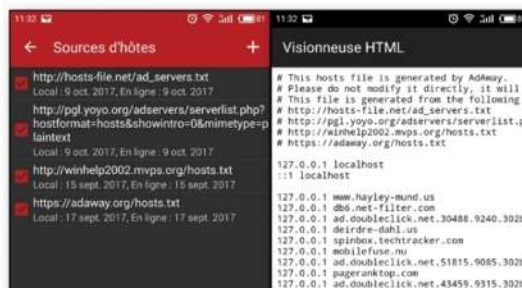 11:32
81
Sources d'hôtes
http://hosts-file.net/ad_servers.txt
Local : 9 oct. 2017, En ligne : 9 oct. 2017
http://pgl.yoyo.org/adservers/serverlist.php?
hostformat=hosts&showintro=0&mimetype=p
laintext
Local : 9 oct. 2017, En ligne : 9 oct. 2017
http://winhelp2002.mvps.org/hosts.txt
Local : 15 sept. 2017, En ligne : 15 sept. 2017
https://adaway.org/hosts.txt
Local : 17 sept. 2017, En ligne : 17 sept. 2017
11:32
81
Visionneuse HTML
# This hosts file is generated by AdAway.
# Please do not modify it directly, it will
# This file is generated from the following
# http://hosts-file.net/ad_servers.txt
# http://pgl.yoyo.org/adservers/serverlist.p
# http://winhelp2002.mvps.org/hosts.txt
# https://adaway.org/hosts.txt
127.0.0.1 localhost
::1 localhost
127.0.0.1 www.hayley-mund.us
127.0.0.1 db6.net-filter.com
127.0.0.1 ad.doubleclick.net.30488.9240.302br
127.0.0.1 deirdre-dahl.us
127.0.0.1 spinbox.techtracker.com
127.0.0.1 mobilefuse.nu
127.0.0.1 ad.doubleclick.net.51815.9085.302br
127.0.0.1 pageranktop.com
127.0.0.1 ad.doubleclick.net.43459.9315.302br